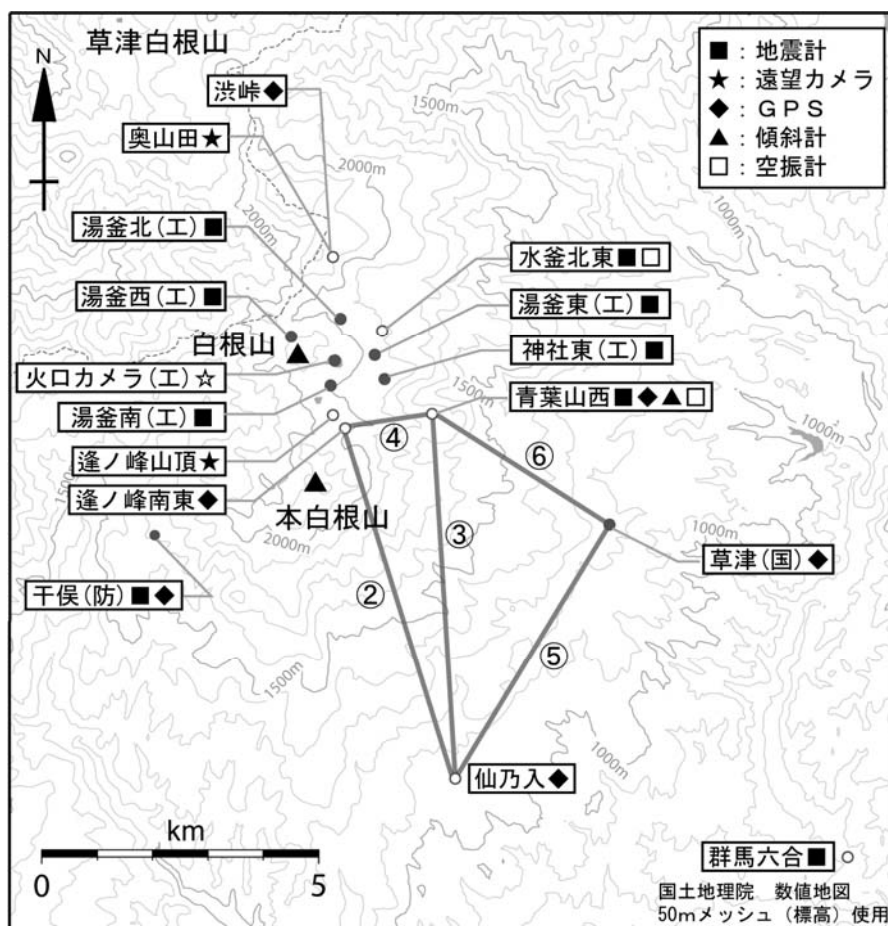 草津白根山
N
■：地震計
★：遠望カメラ
◆：ＧＰＳ
▲：傾斜計
□：空振計
渋峠◆
奥山田★
湯釜北(工)■
湯釜西(工)■
白根山
火口カメラ(工)☆
湯釜南(工)■
逢ノ峰山頂★
逢ノ峰南東◆
本白根山
干俣(防)■◆
水釜北東■□
湯釜東(工)■
神社東(工)■
青葉山西■◆▲□
草津(国)◆
仙乃入◆
群馬六合■
②
③
④
⑤
⑥
1500m
2000m
2000m
1500m
1000m
1500m
2000m
1000m
1500m
1000m
km
0 5
国土地理院　数値地図
50mメッシュ（標高）使用